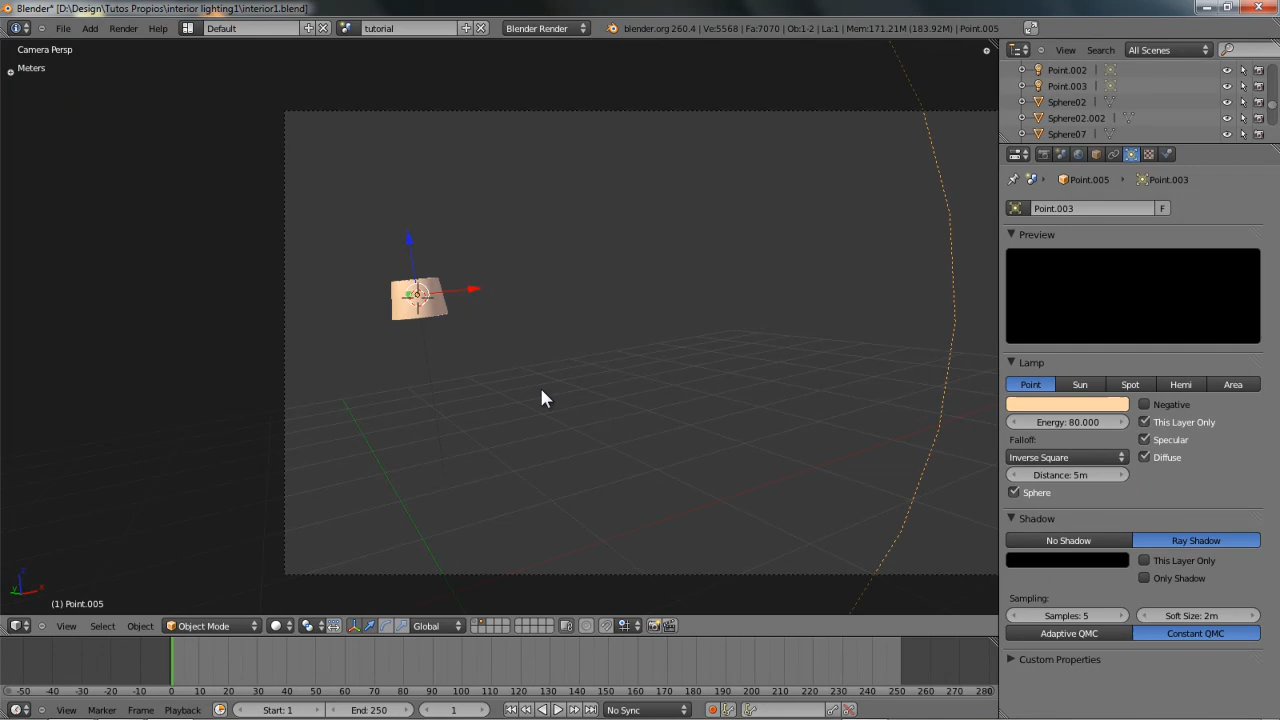 Blender* [D:\Design\Tutos Propios\interior lighting1\interior1.blend]
File Add Render Help Default tutorial Blender Render blender.org 260.4 | Ve:5568 | Fa:7070 | Ob:1-2 | La:1 | Mem:171.21M (183.92M) | Point.005
Camera Persp
Meters
View Search All Scenes
Point.002
Point.003
Sphere02
Sphere02.002
Sphere07
Point.005 Point.003
Point.003 F
Preview
Lamp
Point Sun Spot Hemi Area
Negative
Energy: 80.000 This Layer Only
Falloff: Specular
Inverse Square Diffuse
Distance: 5m
Sphere
Shadow
No Shadow Ray Shadow
This Layer Only
Only Shadow
Sampling:
Samples: 5 Soft Size: 2m
Adaptive QMC Constant QMC
Custom Properties
(1) Point.005
View Select Object Object Mode Global
-50 -40 -30 -20 -10 0 10 20 30 40 50 60 70 80 90 100 110 120 130 140 150 160 170 180 190 200 210 220 230 240 250 260 270 280
View Marker Frame Playback Start: 1 End: 250 1 No Sync